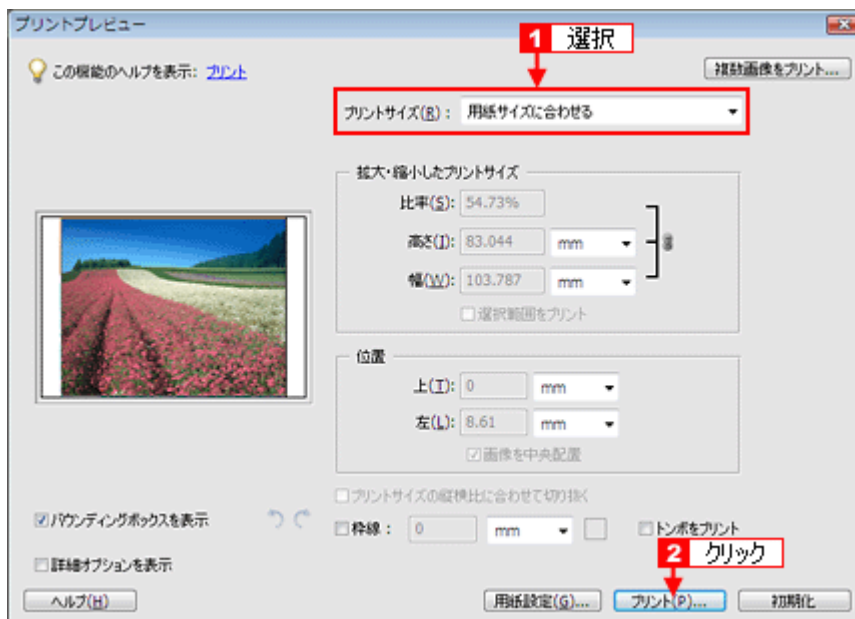 プリントプレビュー
1 選択
この機能のヘルプを表示: プリント
複数画像をプリント...
プリントサイズ(R): 用紙サイズに合わせる
拡大・縮小したプリントサイズ
比率(S): 54.73%
高さ(I): 83.044 mm
幅(W): 103.787 mm
選択範囲をプリント
位置
上(T): 0 mm
左(L): 8.61 mm
画像を中央配置
プリントサイズの縦横比に合わせて切り抜く
バウンディングボックスを表示
枠線: 0 mm
トンボをプリント
2 クリック
詳細オプションを表示
ヘルプ(H)
用紙設定(G)...
プリント(P)...
初期化